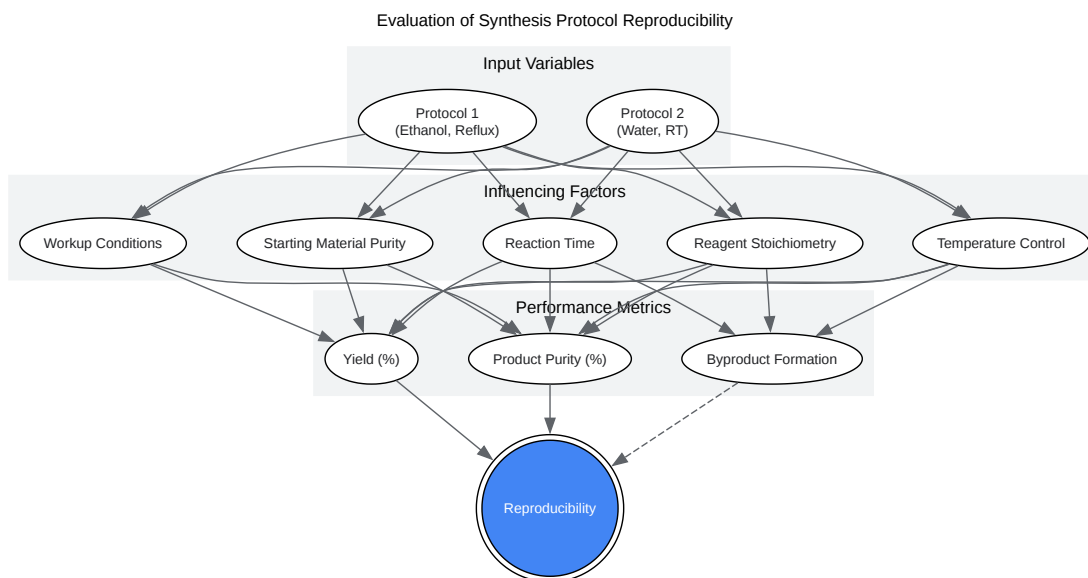 Evaluation of Synthesis Protocol Reproducibility
Input Variables
Protocol 1
(Ethanol, Reflux)
Protocol 2
(Water, RT)
Influencing Factors
Workup Conditions
Starting Material Purity
Reaction Time
Reagent Stoichiometry
Temperature Control
Performance Metrics
Yield (%)
Product Purity (%)
Byproduct Formation
Reproducibility